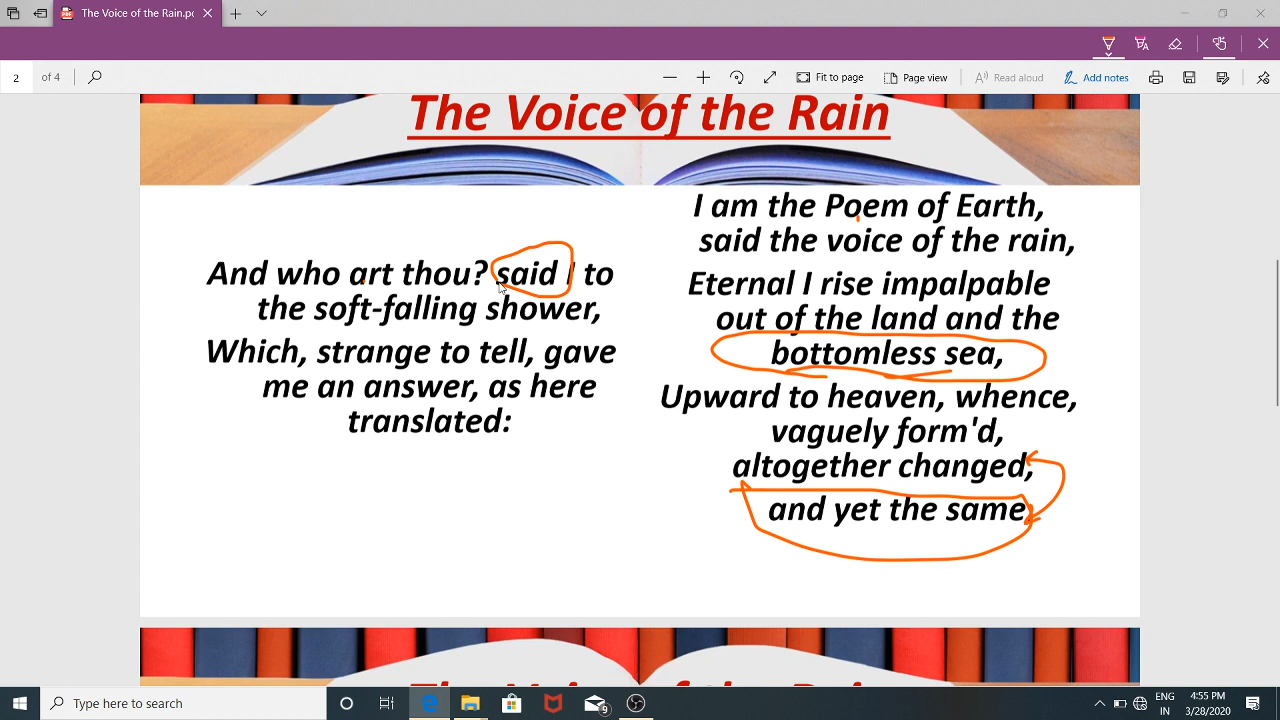 The Voice of the Rain.po
2
of 4
Fit to page
Page view
Read aloud
Add notes
The Voice of the Rain
And who art thou? said I to
the soft-falling shower,
Which, strange to tell, gave
me an answer, as here
translated:
I am the Poem of Earth,
said the voice of the rain,
Eternal I rise impalpable
out of the land and the
bottomless sea,
Upward to heaven, whence,
vaguely form'd,
altogether changed,
and yet the same
Type here to search
9
ENG
IN
4:55 PM
3/28/2020
2